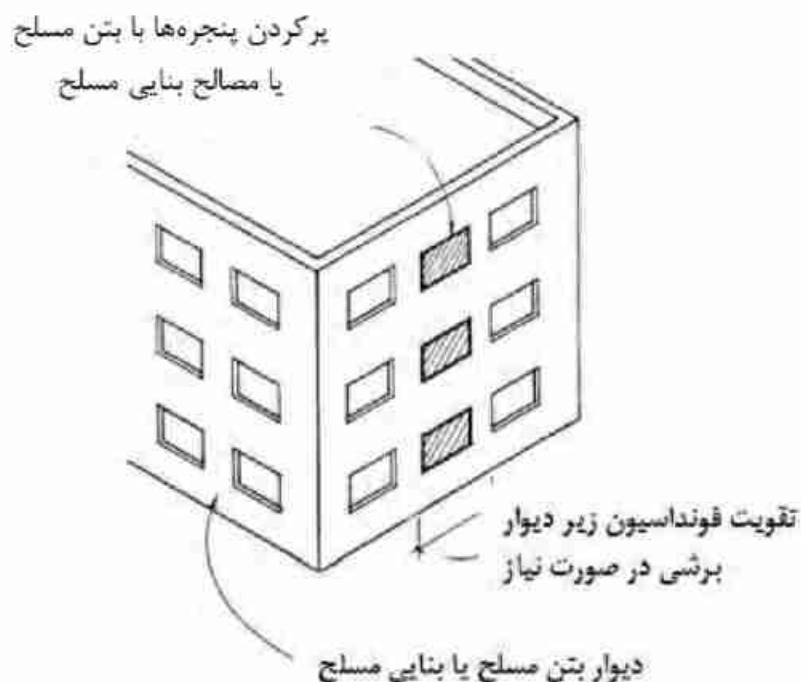 پرکردن پنجره‌ها با بتن مسلح
یا مصالح بنایی مسلح
تقویت فونداسیون زیر دیوار
برشی در صورت نیاز
دیوار بتن مسلح یا بنایی مسلح